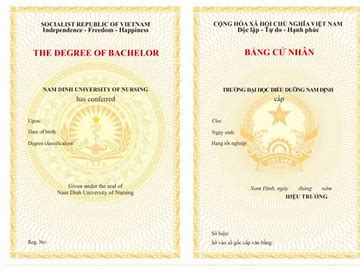 SOCIALIST REPUBLIC OF VIETNAM
Independence - Freedom - Happiness
THE DEGREE OF BACHELOR
NAM DINH UNIVERSITY OF NURSING
has conferred
Upon:
Date of birth:
Degree classification:
Given under the seal of
Nam Dinh University of Nursing
Reg. No:
CỘNG HÒA XÃ HỘI CHỦ NGHĨA VIỆT NAM
Độc lập - Tự do - Hạnh phúc
BẰNG CỬ NHÂN
TRƯỜNG ĐẠI HỌC ĐIỀU DƯỠNG NAM ĐỊNH
cấp
Cho:
Ngày sinh:
Hạng tốt nghiệp:
Nam Định, ngày tháng năm
HIỆU TRƯỞNG
Số hiệu:
Số vào sổ gốc cấp văn bằng: